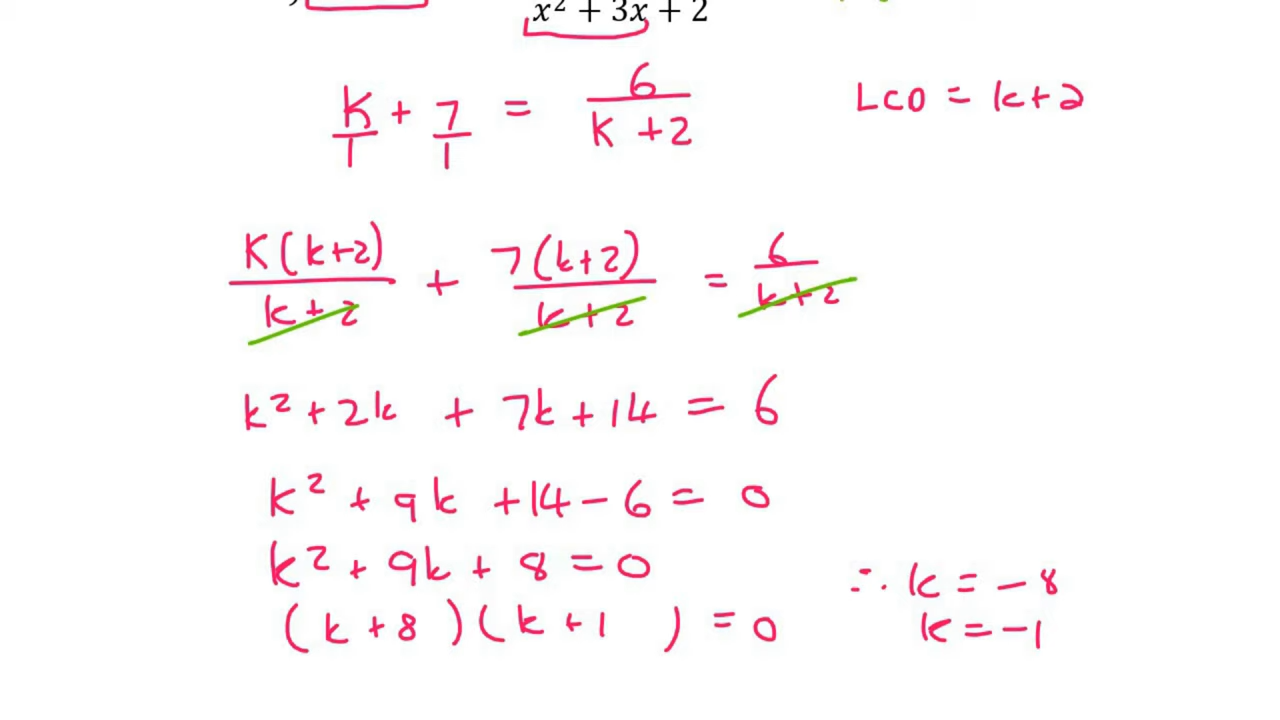 x² + 3x + 2
K/1 + 7/1 = 6/(K + 2)
LCD = k+2
K(k+2)/(k+2) + 7(k+2)/(k+2) = 6/(k+2)
k² + 2k + 7k + 14 = 6
k² + 9k + 14 - 6 = 0
k² + 9k + 8 = 0
(k + 8)(k + 1) = 0
∴ k = -8
k = -1